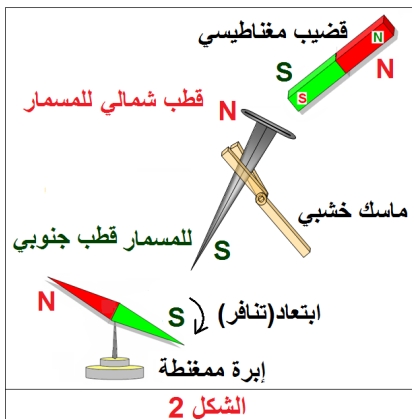 قضيب مغناطيسي
N
S
N
S
قطب شمالي للمسمار
N
ماسك خشبي
للمسمار قطب جنوبي
S
N
S
ابتعاد(تنافر)
إبرة ممغنطة
الشكل 2